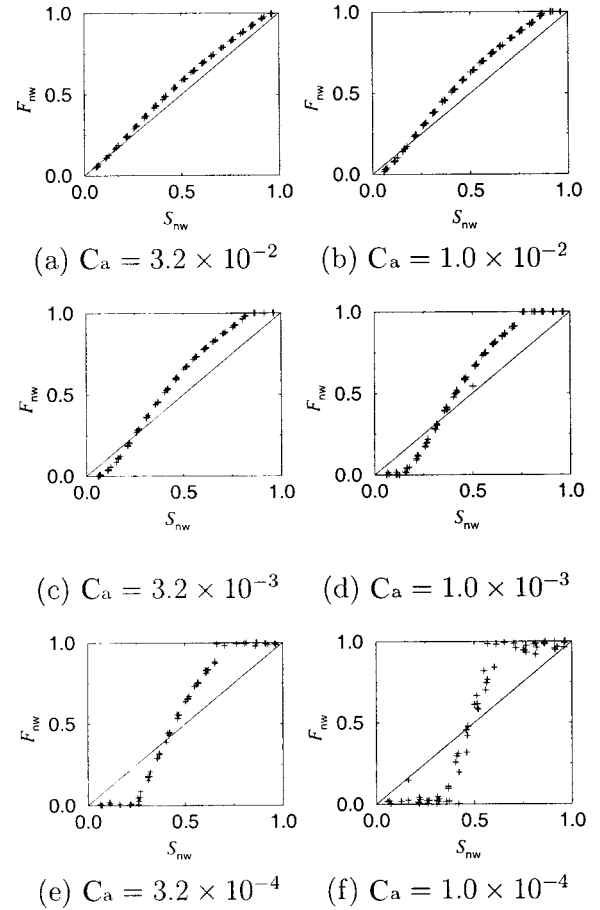 1.0 1.0
F_nw 0.5 F_nw 0.5
0.0 0.0
0.0 0.5 1.0 0.0 0.5 1.0
S_nw S_nw
(a) Ca = 3.2 × 10^−2 (b) Ca = 1.0 × 10^−2
1.0 1.0
F_nw 0.5 F_nw 0.5
0.0 0.0
0.0 0.5 1.0 0.0 0.5 1.0
S_nw S_nw
(c) Ca = 3.2 × 10^−3 (d) Ca = 1.0 × 10^−3
1.0 1.0
F_nw 0.5 F_nw 0.5
0.0 0.0
0.0 0.5 1.0 0.0 0.5 1.0
S_nw S_nw
(e) Ca = 3.2 × 10^−4 (f) Ca = 1.0 × 10^−4